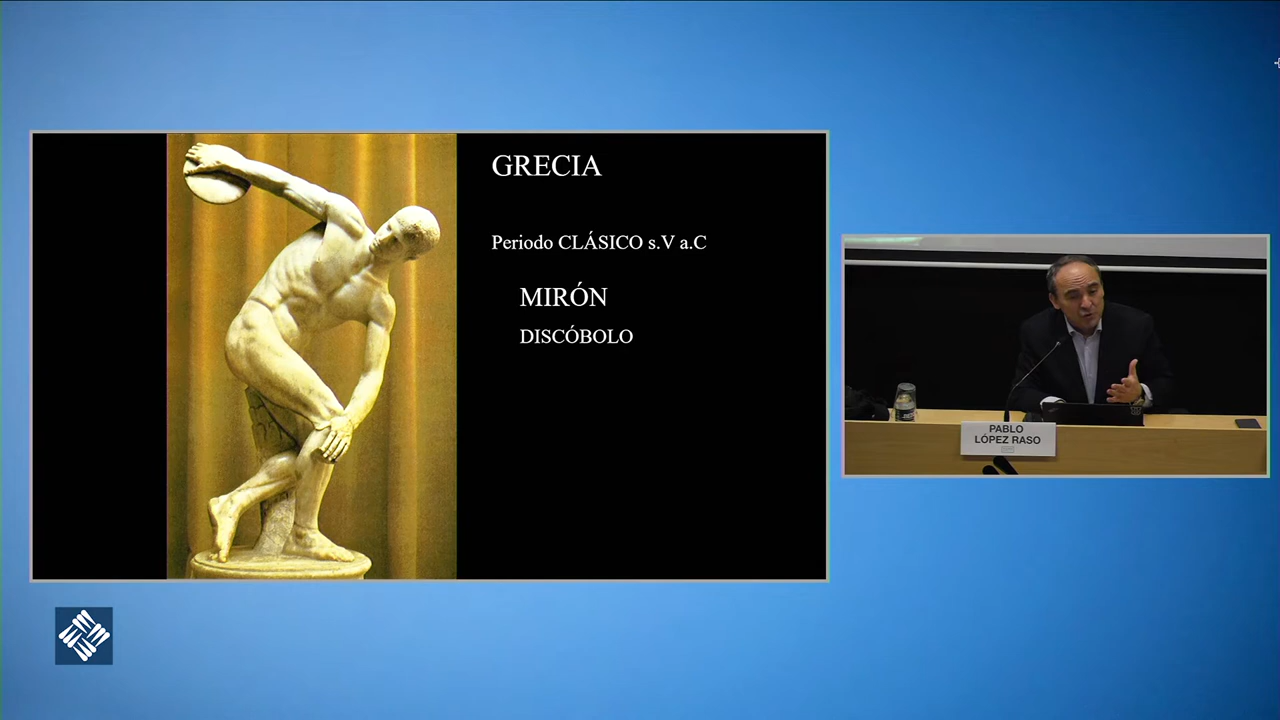 GRECIA
Periodo CLÁSICO s.V a.C
MIRÓN
DISCÓBOLO
PABLO
LÓPEZ RASO